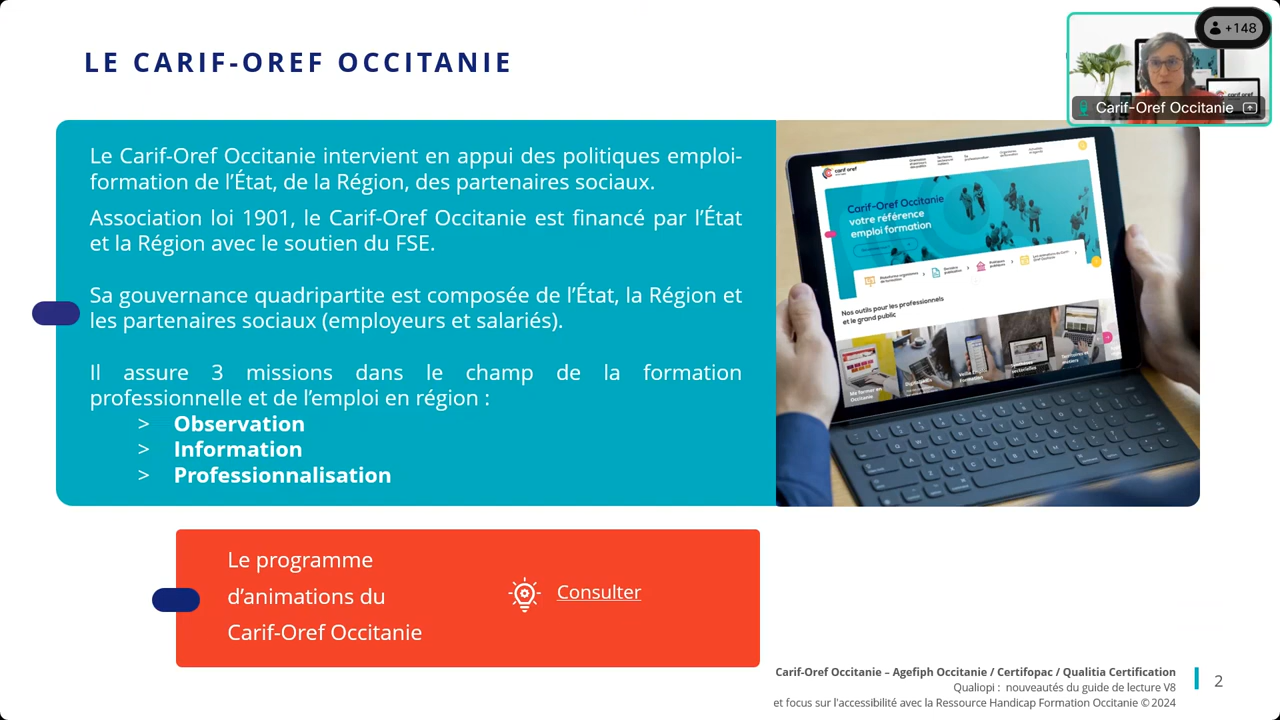 LE CARIF-OREF OCCITANIE
+148
Carif-Oref Occitanie
Le Carif-Oref Occitanie intervient en appui des politiques emploi-
formation de l’État, de la Région, des partenaires sociaux.
Association loi 1901, le Carif-Oref Occitanie est financé par l’État
et la Région avec le soutien du FSE.
Sa gouvernance quadripartite est composée de l’État, la Région et
les partenaires sociaux (employeurs et salariés).
Il assure 3 missions dans le champ de la formation
professionnelle et de l’emploi en région :
> Observation
> Information
> Professionnalisation
carif oref
Carif-Oref Occitanie
votre référence
emploi formation
Nos outils pour les professionnels
et le grand public
Le programme
d’animations du
Carif-Oref Occitanie
Consulter
Carif-Oref Occitanie – Agefiph Occitanie / Certifopac / Qualitia Certification
Qualiopi : nouveautés du guide de lecture V8
et focus sur l'accessibilité avec la Ressource Handicap Formation Occitanie © 2024
2